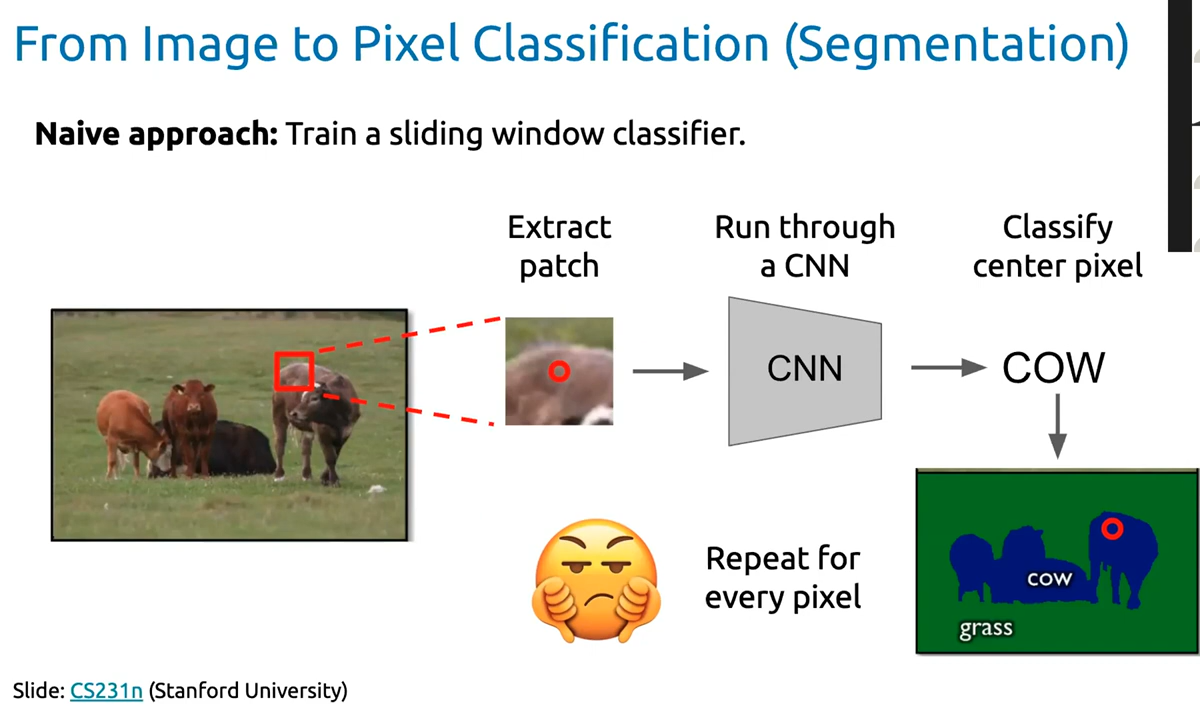 From Image to Pixel Classification (Segmentation)
Naive approach: Train a sliding window classifier.
Extract
patch
Run through
a CNN
Classify
center pixel
CNN
COW
Repeat for
every pixel
cow
grass
Slide: CS231n (Stanford University)